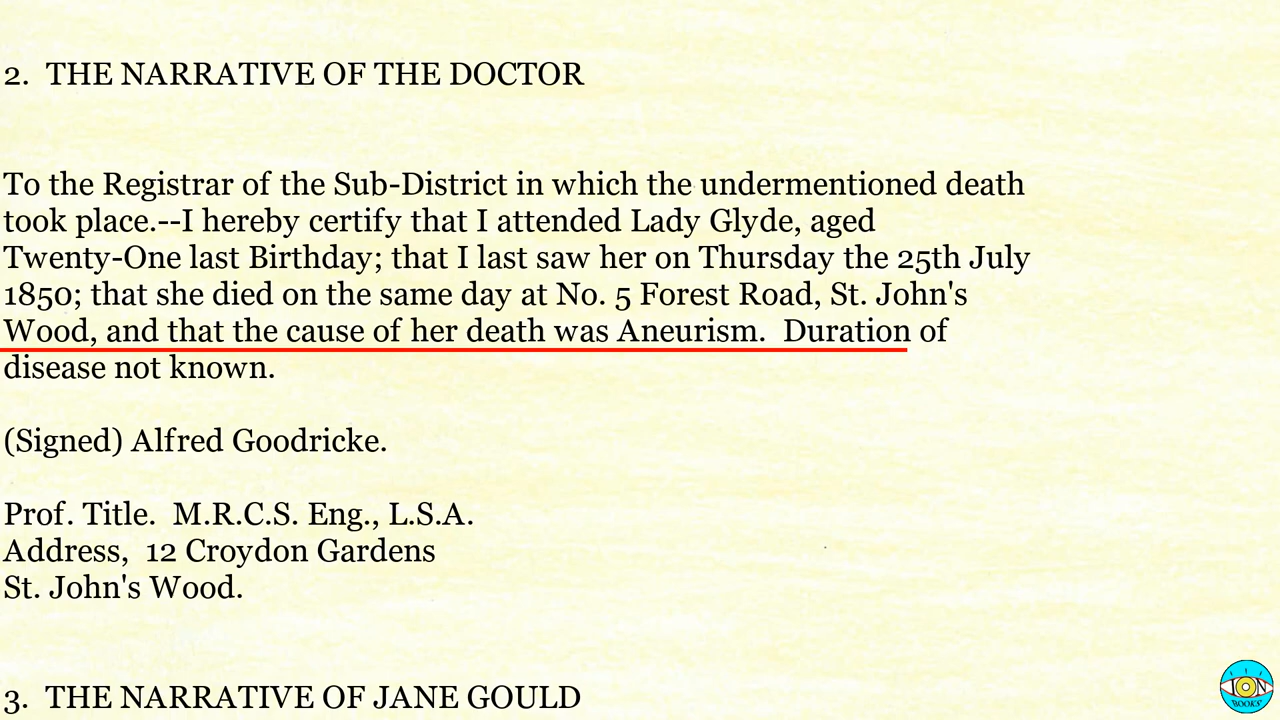 2.  THE NARRATIVE OF THE DOCTOR
To the Registrar of the Sub-District in which the undermentioned death
took place.--I hereby certify that I attended Lady Glyde, aged
Twenty-One last Birthday; that I last saw her on Thursday the 25th July
1850; that she died on the same day at No. 5 Forest Road, St. John's
Wood, and that the cause of her death was Aneurism.  Duration of
disease not known.
(Signed) Alfred Goodricke.
Prof. Title.  M.R.C.S. Eng., L.S.A.
Address,  12 Croydon Gardens
St. John's Wood.
3.  THE NARRATIVE OF JANE GOULD
ION
BOOKS